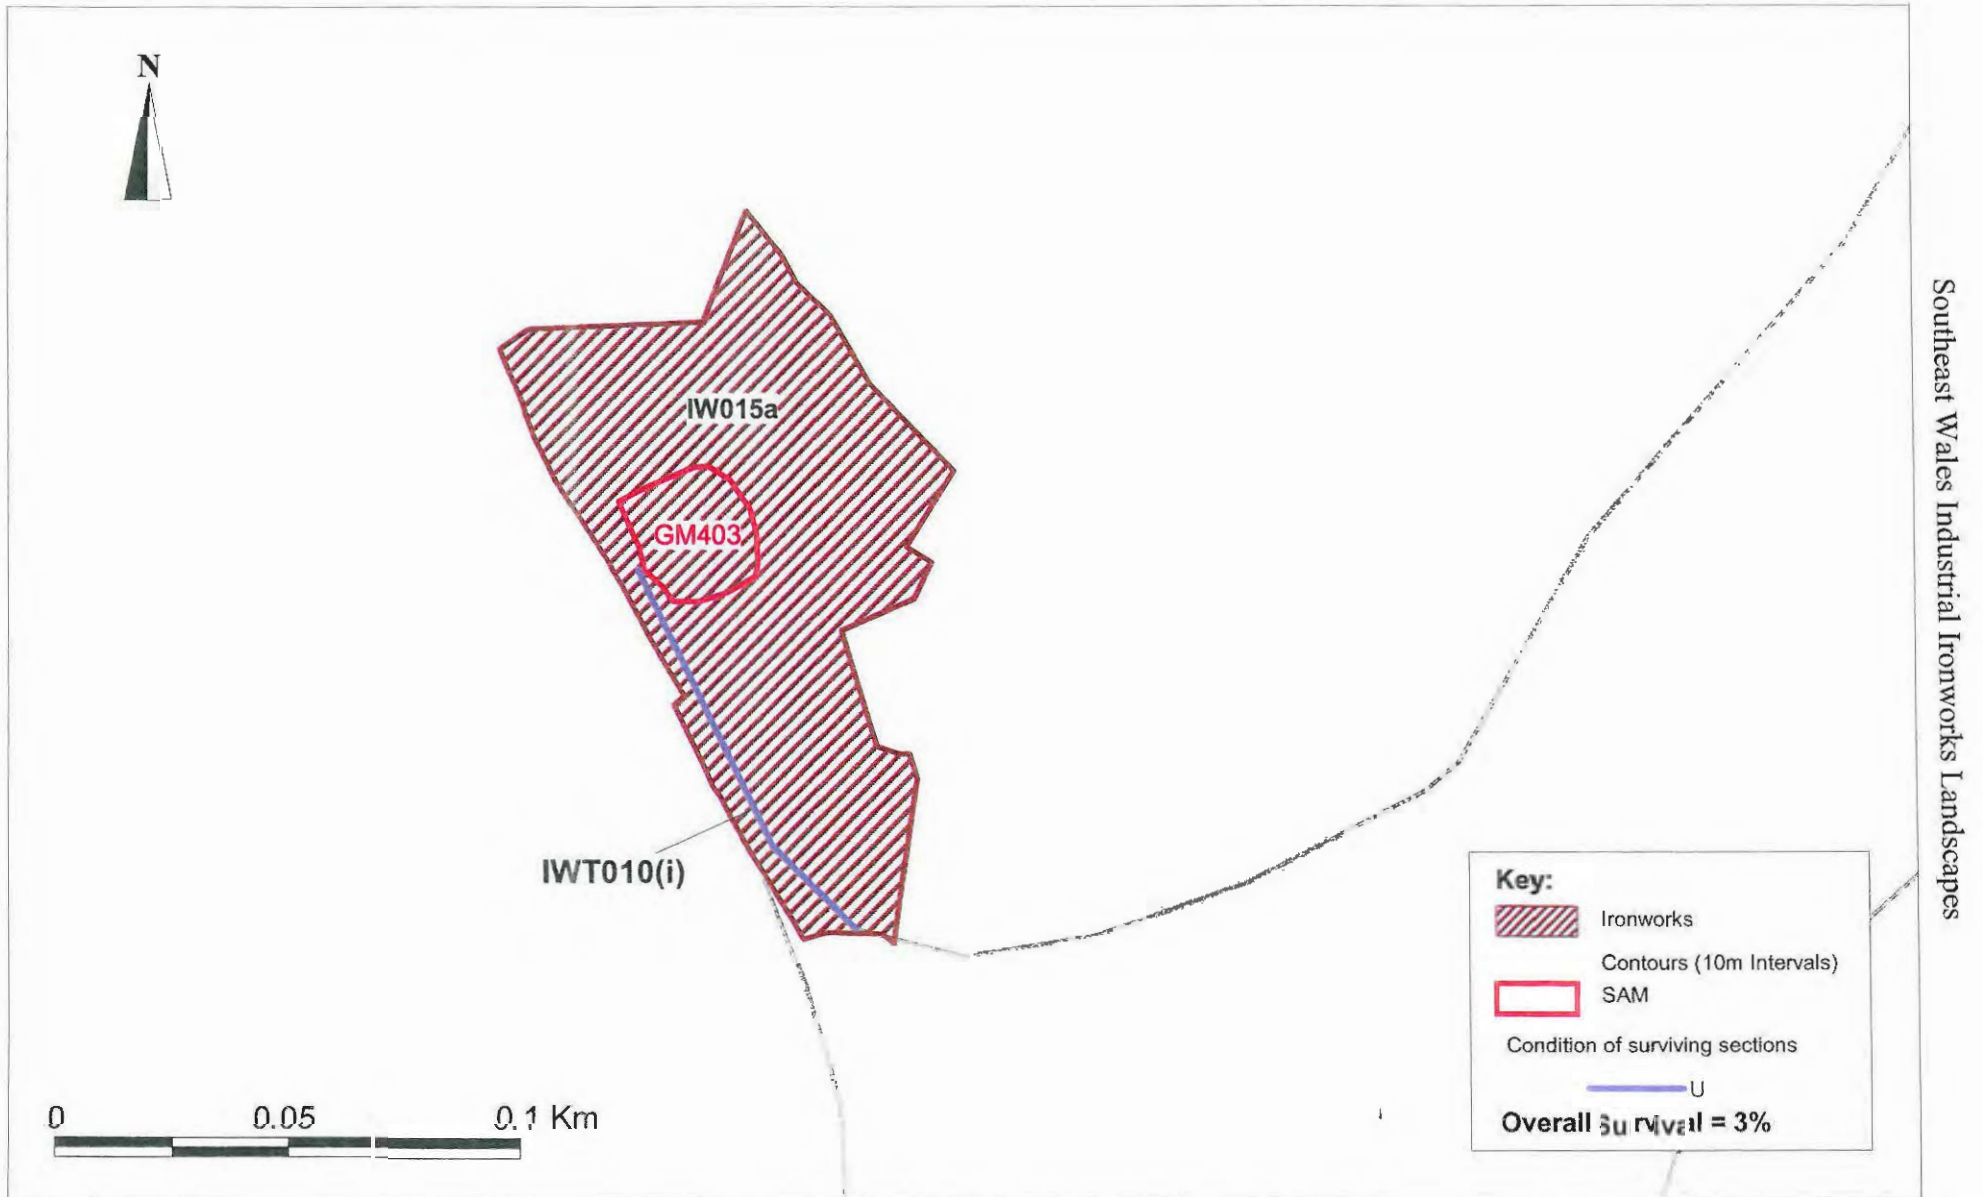 N
Southeast Wales Industrial Ironworks Landscapes
IW015a
GM403
IWT010(i)
0 0.05 0.1 Km
Key:
Ironworks
Contours (10m Intervals)
SAM
Condition of surviving sections
U
Overall Survival = 3%